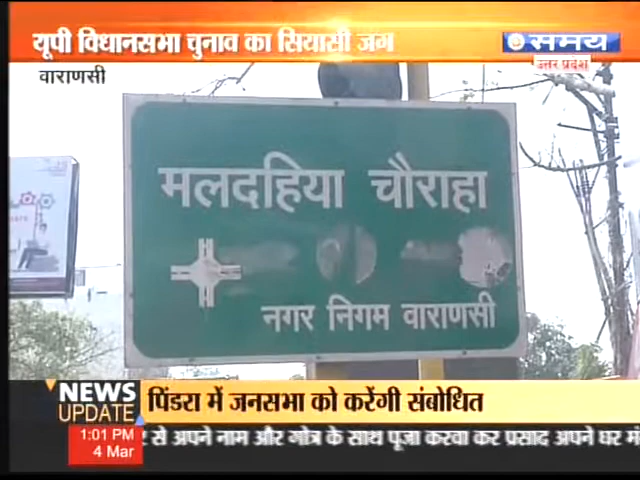 यूपी विधानसभा चुनाव का सियासी जंग
समय
उत्तर प्रदेश
वाराणसी
मलदहिया चौराहा
नगर निगम वाराणसी
NEWS UPDATE
पिंडरा में जनसभा को करेंगी संबोधित
1:01 PM
4 Mar
से अपने नाम और गोत्र के साथ पूजा करवा कर प्रसाद अपने घर